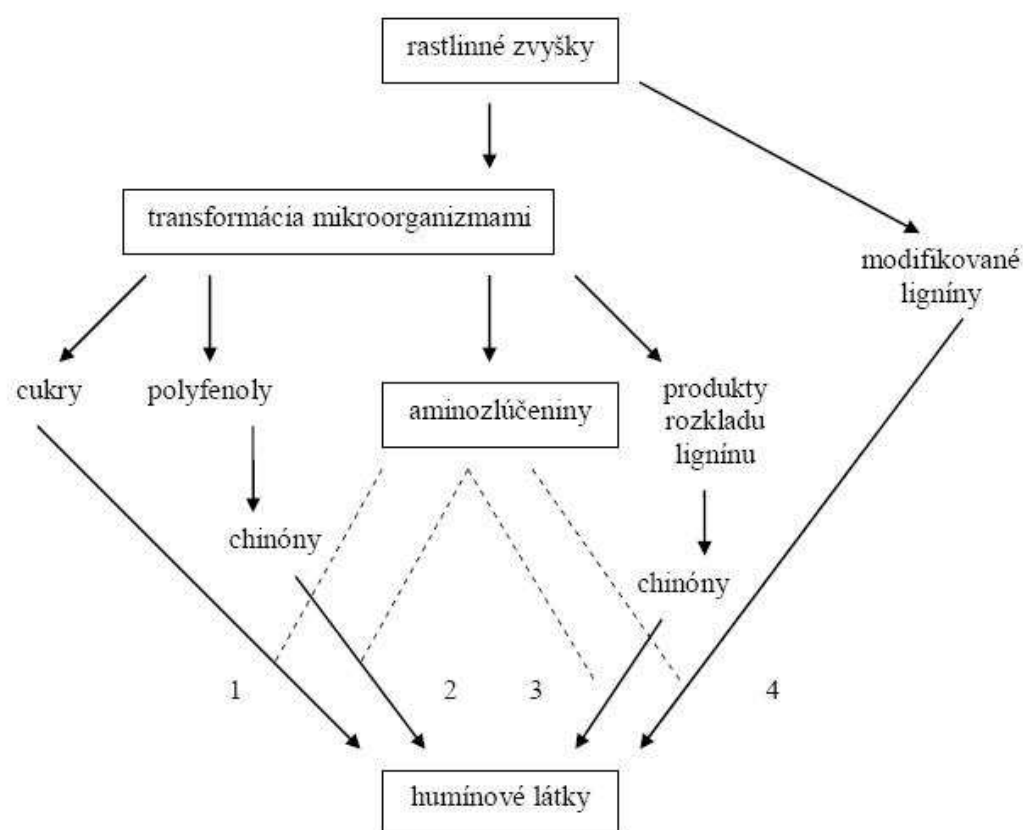 rastlinné zvyšky
transformácia mikroorganizmami
modifikované
ligníny
cukry
polyfenoly
aminozlúčeniny
produkty
rozkladu
lignínu
chinóny
chinóny
1
2
3
4
humínové látky